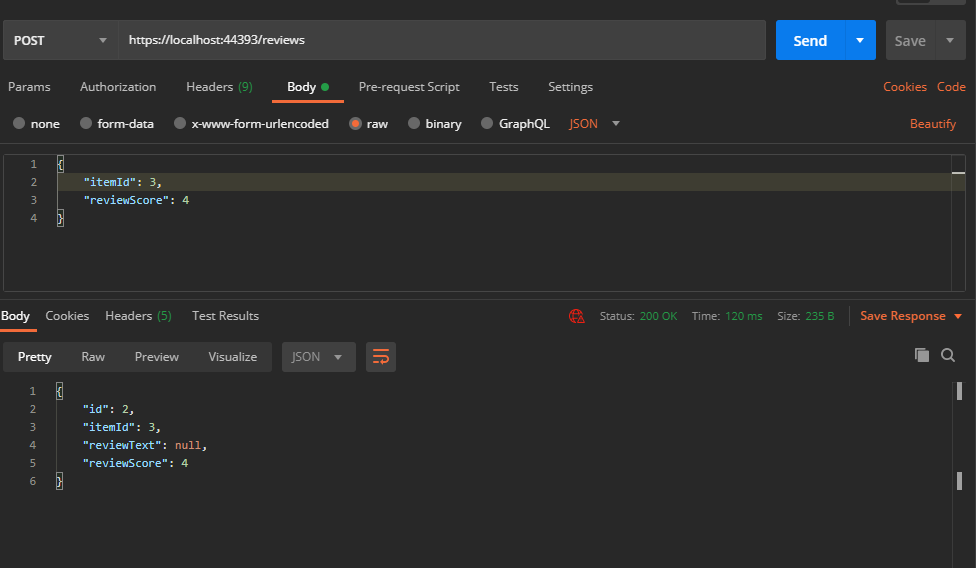 POST https://localhost:44393/reviews Send Save
Params Authorization Headers (9) Body Pre-request Script Tests Settings Cookies Code
none form-data x-www-form-urlencoded raw binary GraphQL JSON Beautify
1 {
2 "itemId": 3,
3 "reviewScore": 4
4 }
Body Cookies Headers (5) Test Results Status: 200 OK Time: 120 ms Size: 235 B Save Response
Pretty Raw Preview Visualize JSON
1 {
2 "id": 2,
3 "itemId": 3,
4 "reviewText": null,
5 "reviewScore": 4
6 }